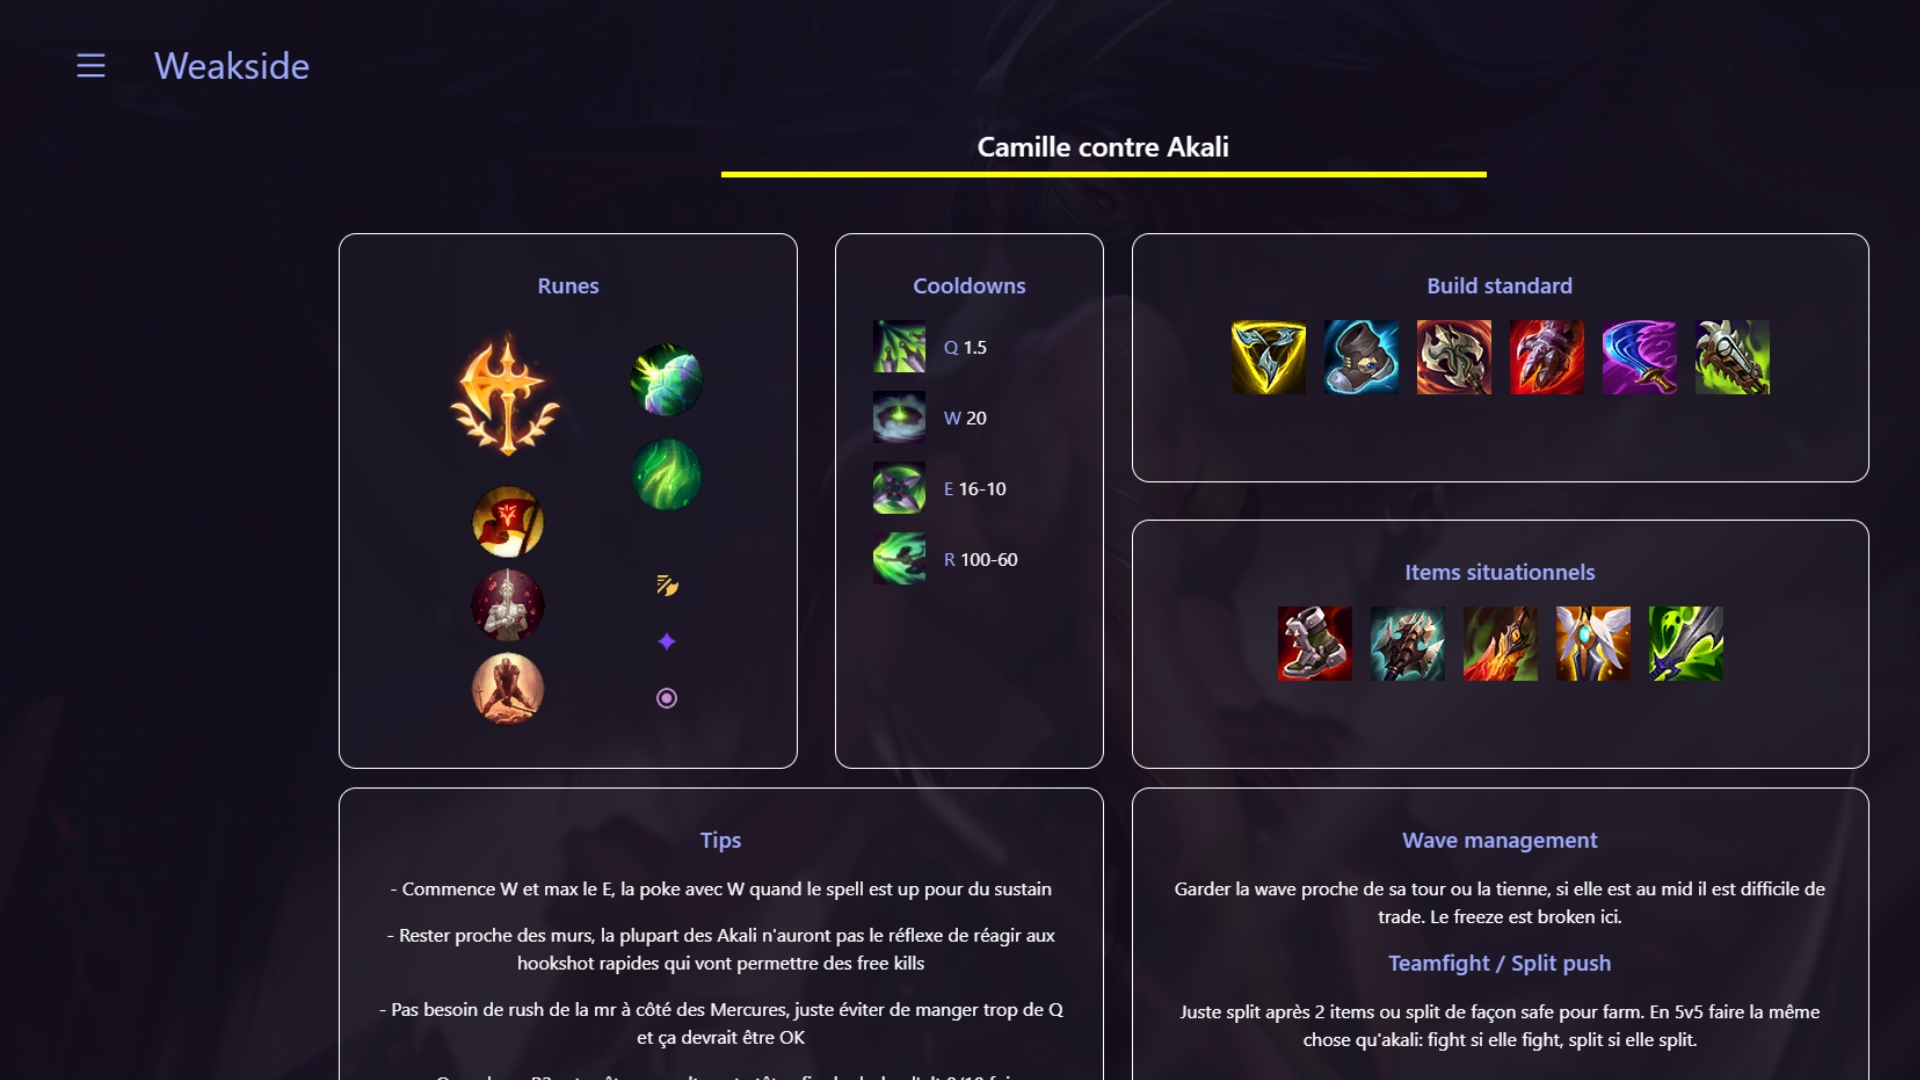 Weakside
Camille contre Akali
Runes
Cooldowns
Q 1.5
W 20
E 16-10
R 100-60
Build standard
Items situationnels
Tips
- Commence W et max le E, la poke avec W quand le spell est up pour du sustain
- Rester proche des murs, la plupart des Akali n'auront pas le réflexe de réagir aux
hookshot rapides qui vont permettre des free kills
- Pas besoin de rush de la mr à côté des Mercures, juste éviter de manger trop de Q
et ça devrait être OK
Wave management
Garder la wave proche de sa tour ou la tienne, si elle est au mid il est difficile de
trade. Le freeze est broken ici.
Teamfight / Split push
Juste split après 2 items ou split de façon safe pour farm. En 5v5 faire la même
chose qu'akali: fight si elle fight, split si elle split.